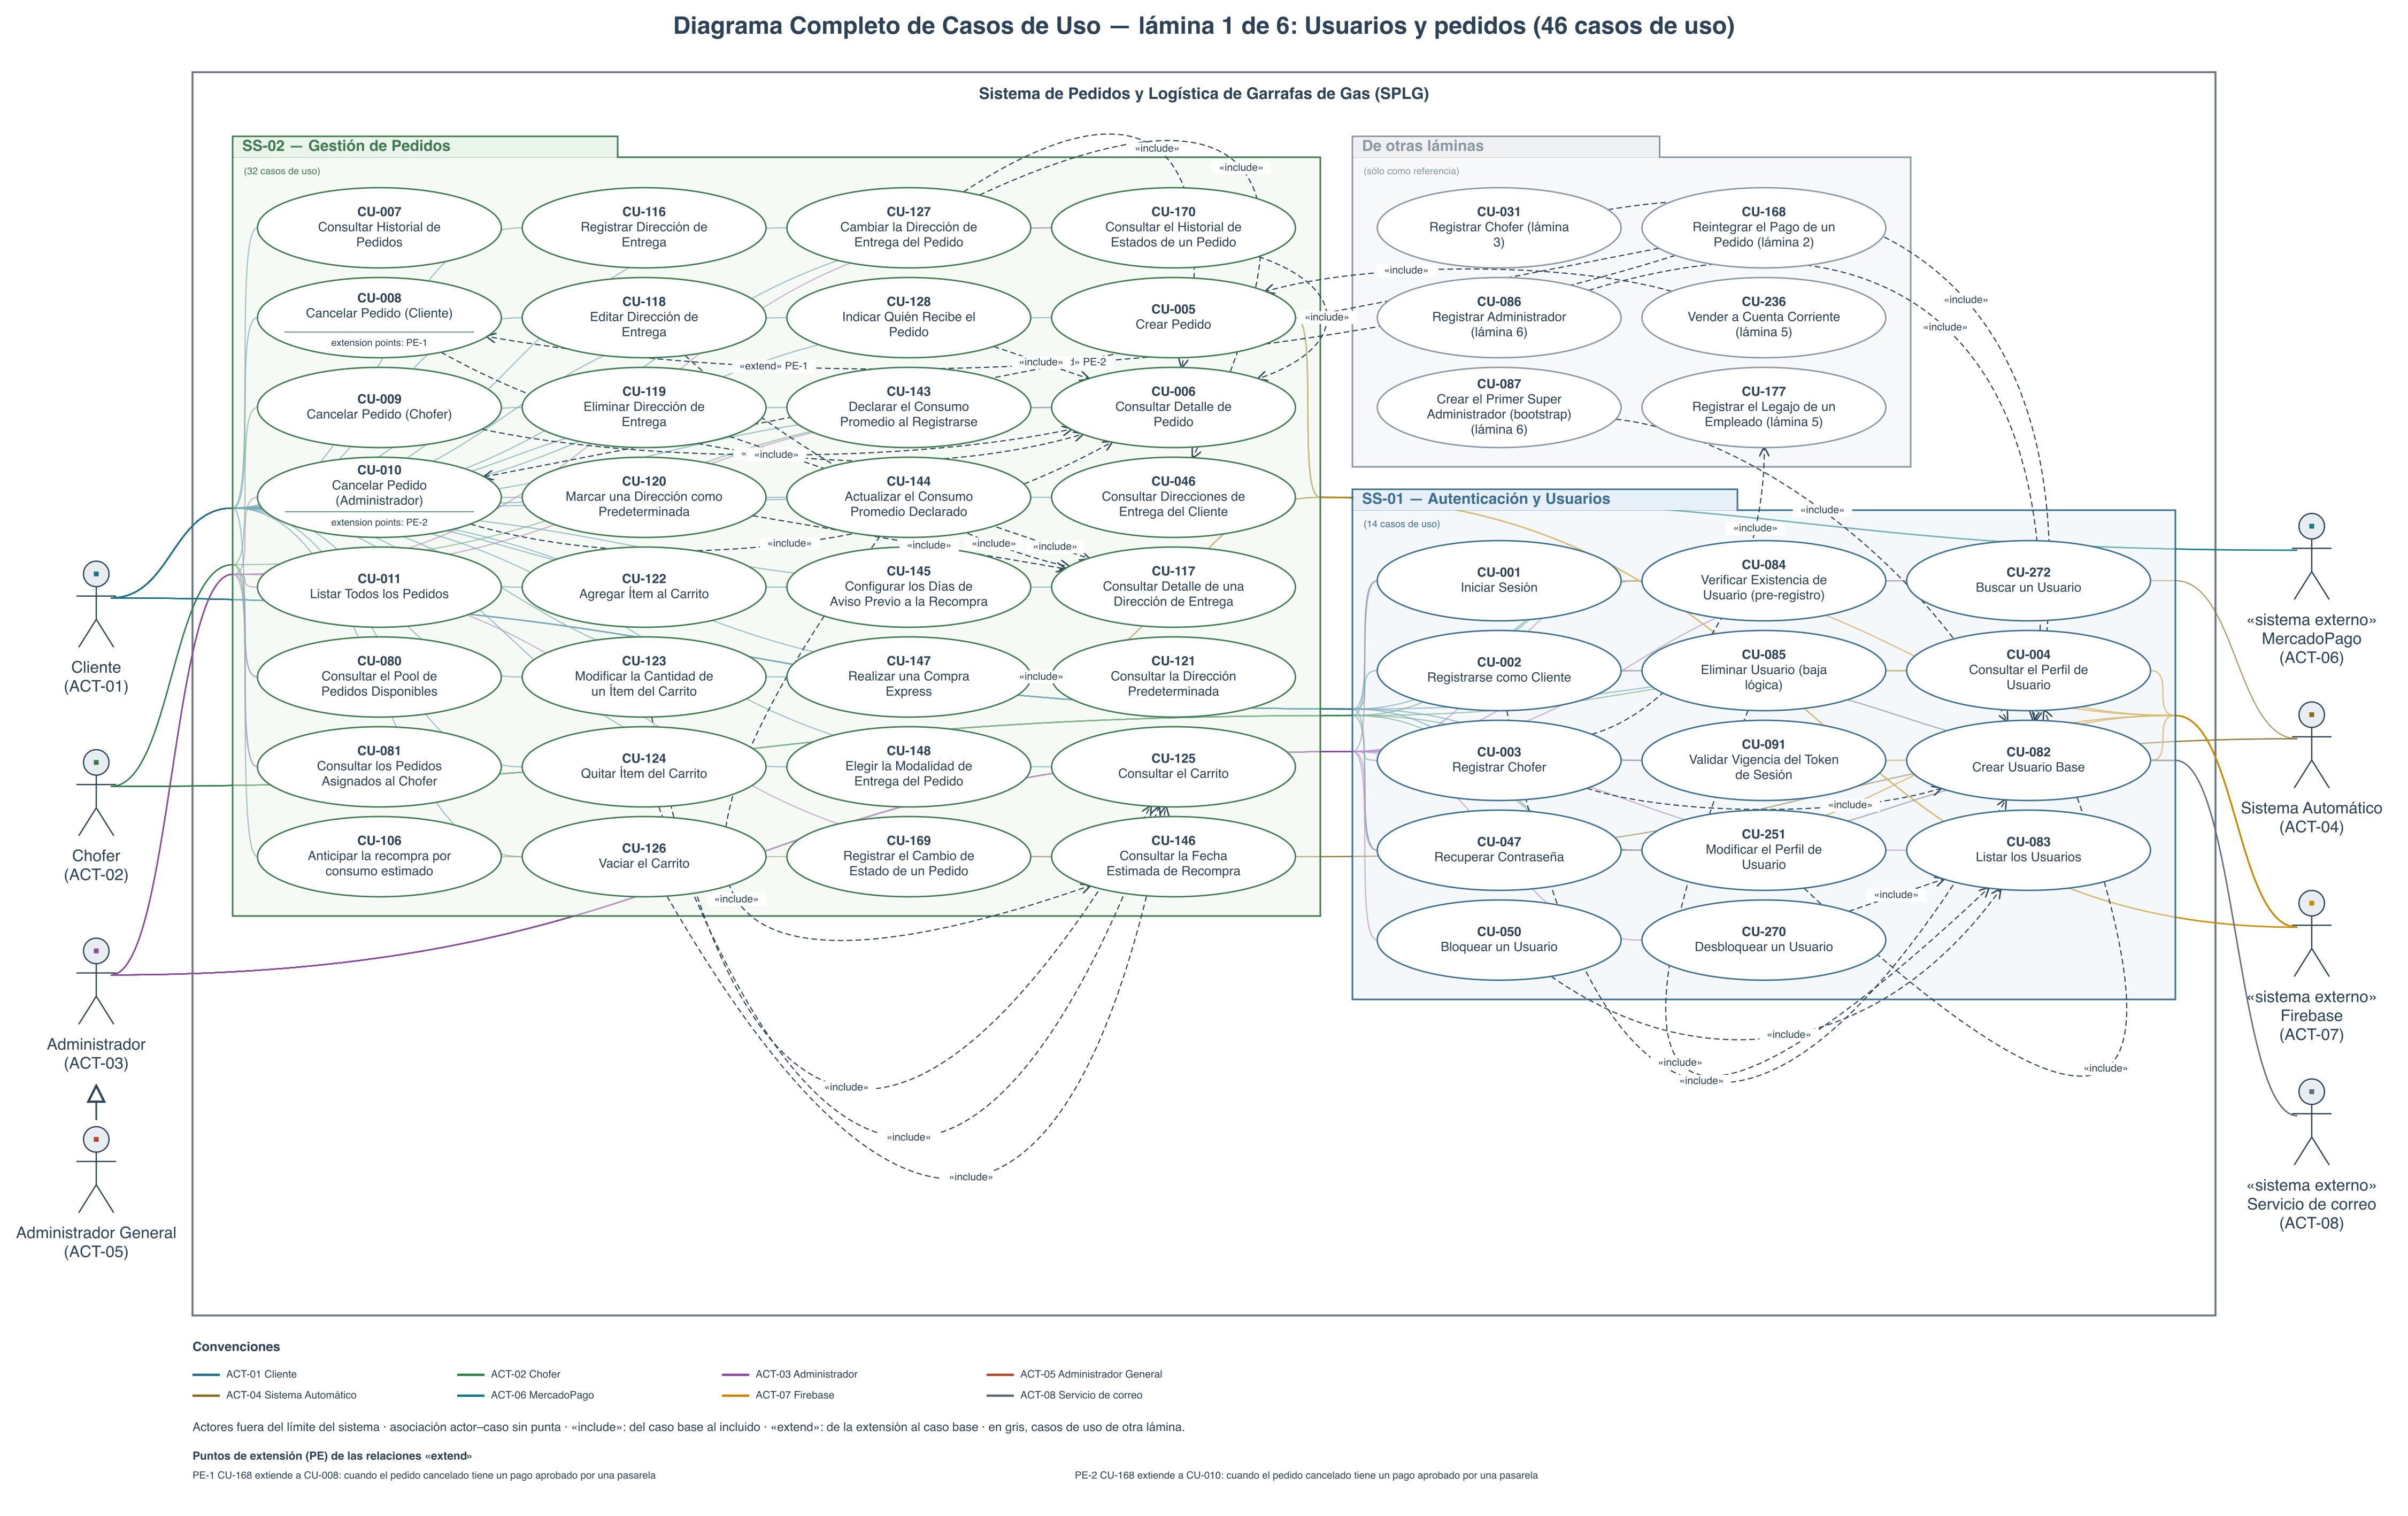 Diagrama Completo de Casos de Uso — lámina 1 de 6: Usuarios y pedidos (46 casos de uso)
Sistema de Pedidos y Logística de Garrafas de Gas (SPLG)
SS-02 — Gestión de Pedidos
(32 casos de uso)
CU-007
Consultar Historial de
Pedidos
CU-116
Registrar Dirección de
Entrega
CU-127
Cambiar la Dirección de
Entrega del Pedido
CU-170
Consultar el Historial de
Estados de un Pedido
CU-008
Cancelar Pedido (Cliente)
extension points: PE-1
CU-118
Editar Dirección de
Entrega
CU-128
Indicar Quién Recibe el
Pedido
CU-005
Crear Pedido
CU-009
Cancelar Pedido (Chofer)
CU-119
Eliminar Dirección de
Entrega
CU-143
Declarar el Consumo
Promedio al Registrarse
CU-006
Consultar Detalle de
Pedido
CU-010
Cancelar Pedido
(Administrador)
extension points: PE-2
CU-120
Marcar una Dirección como
Predeterminada
CU-144
Actualizar el Consumo
Promedio Declarado
CU-046
Consultar Direcciones de
Entrega del Cliente
CU-011
Listar Todos los Pedidos
CU-122
Agregar Ítem al Carrito
CU-145
Configurar los Días de
Aviso Previo a la Recompra
CU-117
Consultar Detalle de una
Dirección de Entrega
CU-080
Consultar el Pool de
Pedidos Disponibles
CU-123
Modificar la Cantidad de
un Ítem del Carrito
CU-147
Realizar una Compra
Express
CU-121
Consultar la Dirección
Predeterminada
CU-081
Consultar los Pedidos
Asignados al Chofer
CU-124
Quitar Ítem del Carrito
CU-148
Elegir la Modalidad de
Entrega del Pedido
CU-125
Consultar el Carrito
CU-106
Anticipar la recompra por
consumo estimado
CU-126
Vaciar el Carrito
CU-169
Registrar el Cambio de
Estado de un Pedido
CU-146
Consultar la Fecha
Estimada de Recompra
«include»
«include»
«include»
«include»
«extend» PE-1
«include»
» PE-2
«include»
«include»
«include»
«include»
«include»
«include»
«include»
«include»
«include»
«include»
De otras láminas
(sólo como referencia)
CU-031
Registrar Chofer (lámina
3)
CU-168
Reintegrar el Pago de un
Pedido (lámina 2)
CU-086
Registrar Administrador
(lámina 6)
CU-236
Vender a Cuenta Corriente
(lámina 5)
CU-087
Crear el Primer Super
Administrador (bootstrap)
(lámina 6)
CU-177
Registrar el Legajo de un
Empleado (lámina 5)
«include»
«include»
«include»
«include»
SS-01 — Autenticación y Usuarios
(14 casos de uso)
CU-001
Iniciar Sesión
CU-084
Verificar Existencia de
Usuario (pre-registro)
CU-272
Buscar un Usuario
CU-002
Registrarse como Cliente
CU-085
Eliminar Usuario (baja
lógica)
CU-004
Consultar el Perfil de
Usuario
CU-003
Registrar Chofer
CU-091
Validar Vigencia del Token
de Sesión
CU-082
Crear Usuario Base
CU-047
Recuperar Contraseña
CU-251
Modificar el Perfil de
Usuario
CU-083
Listar los Usuarios
CU-050
Bloquear un Usuario
CU-270
Desbloquear un Usuario
«include»
«include»
«include»
«include»
«include»
«include»
Cliente
(ACT-01)
Chofer
(ACT-02)
Administrador
(ACT-03)
Administrador General
(ACT-05)
«sistema externo»
MercadoPago
(ACT-06)
Sistema Automático
(ACT-04)
«sistema externo»
Firebase
(ACT-07)
«sistema externo»
Servicio de correo
(ACT-08)
Convenciones
ACT-01 Cliente
ACT-02 Chofer
ACT-03 Administrador
ACT-05 Administrador General
ACT-04 Sistema Automático
ACT-06 MercadoPago
ACT-07 Firebase
ACT-08 Servicio de correo
Actores fuera del límite del sistema · asociación actor–caso sin punta · «include»: del caso base al incluido · «extend»: de la extensión al caso base · en gris, casos de uso de otra lámina.
Puntos de extensión (PE) de las relaciones «extend»
PE-1 CU-168 extiende a CU-008: cuando el pedido cancelado tiene un pago aprobado por una pasarela
PE-2 CU-168 extiende a CU-010: cuando el pedido cancelado tiene un pago aprobado por una pasarela